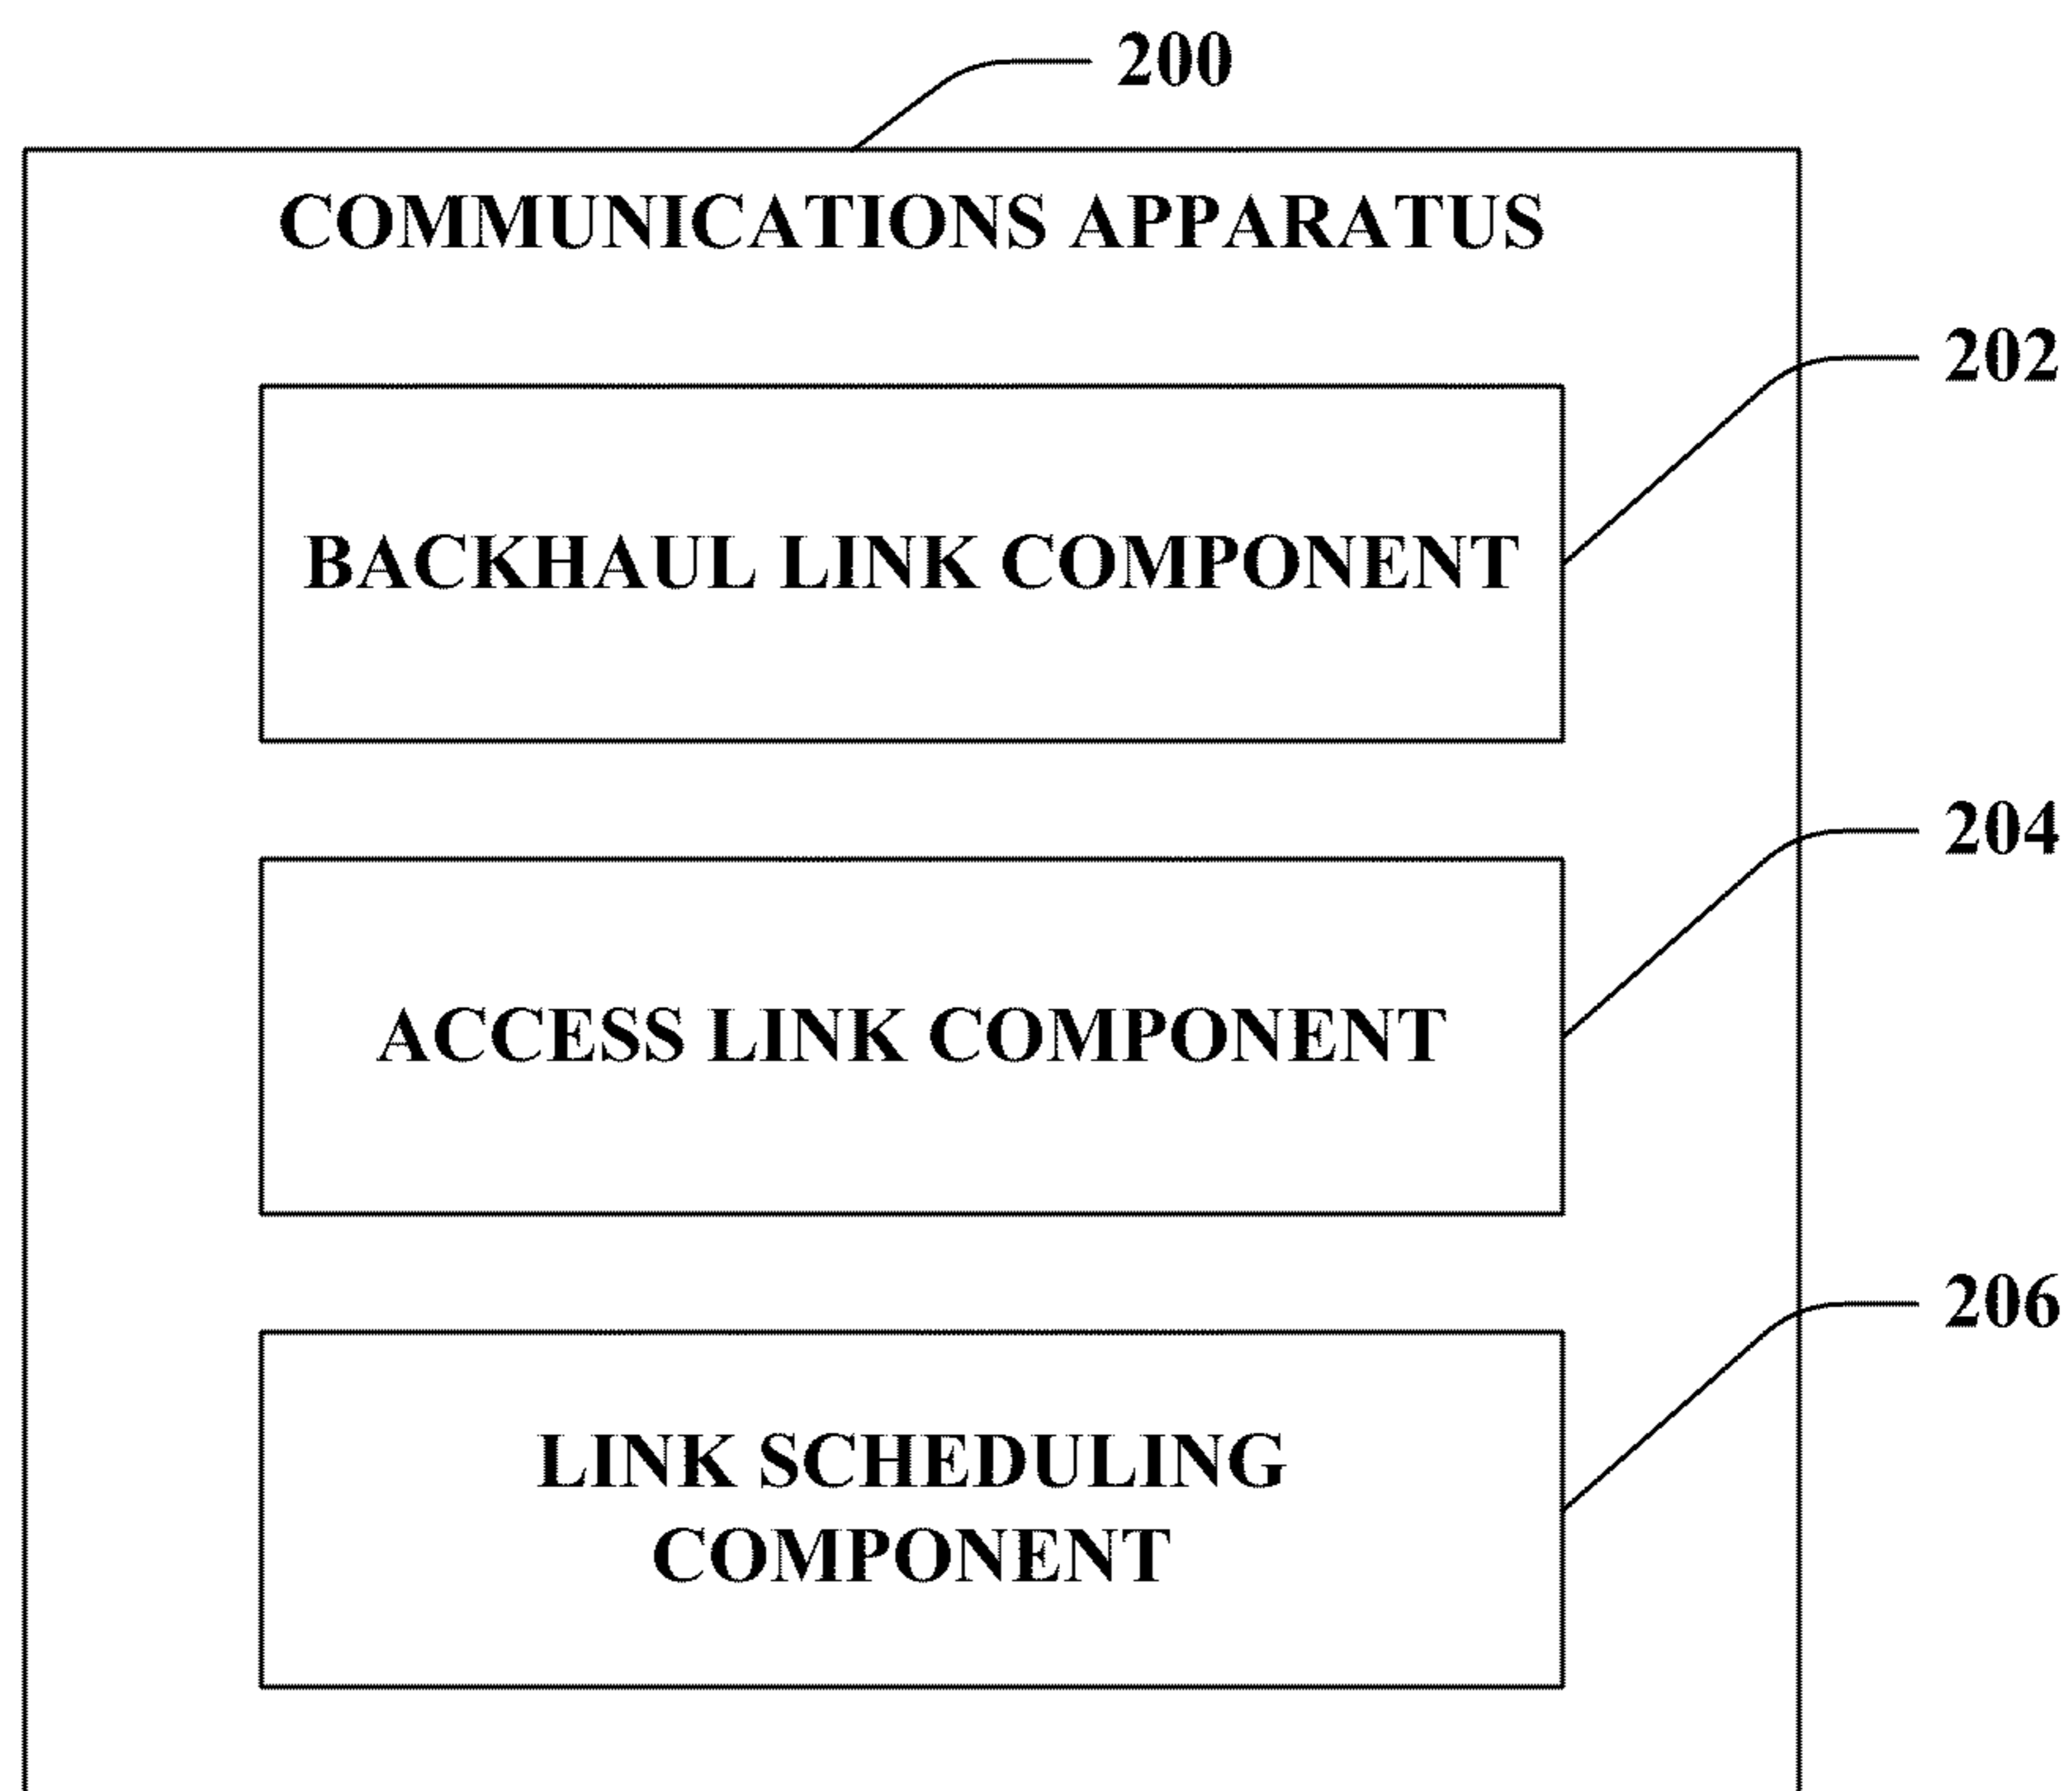 200
COMMUNICATIONS APPARATUS
202
BACKHAUL LINK COMPONENT
204
ACCESS LINK COMPONENT
206
LINK SCHEDULING
COMPONENT